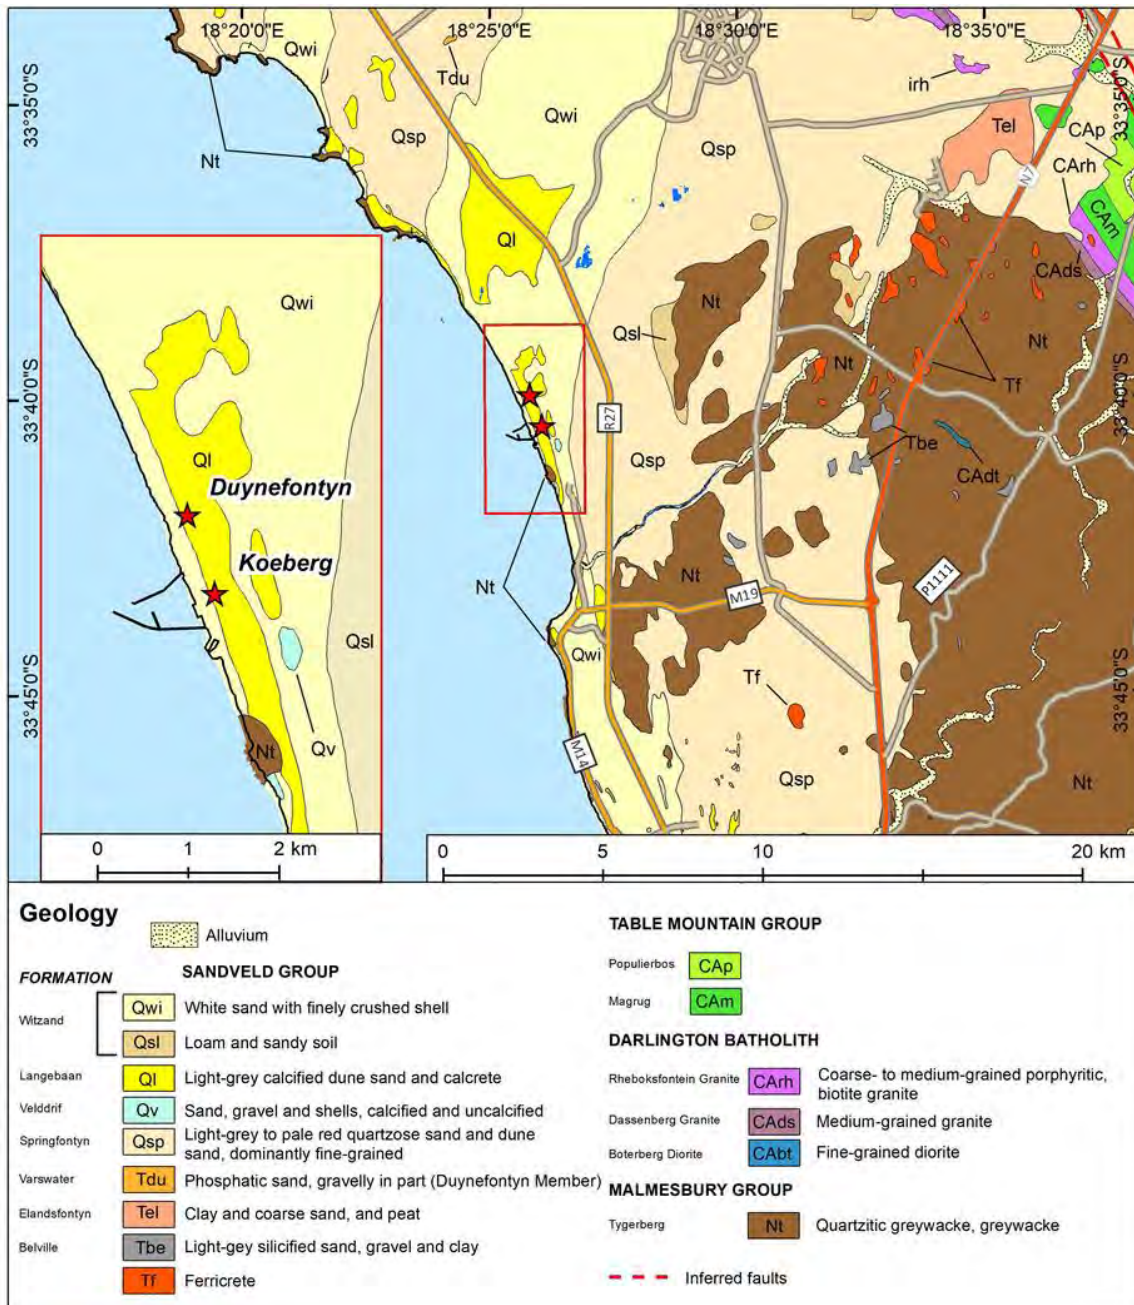 18°20'0"E
18°25'0"E
18°30'0"E
18°35'0"E
Qwi
Tdu
irh
33°35'0"S
33°35'0"S
Qwi
Qsp
Qsp
Tel
CAp
Nt
N7
CArh
CAm
Ql
CAds
Qwi
Nt
Qsl
Nt
Nt
Tf
33°40'0"S
33°40'0"S
R27
Ql
Qsp
Tbe
CAdt
Duynefontyn
Koeberg
Nt
Nt
M19
P1111
Qsl
Qwi
Tf
33°45'0"S
33°45'0"S
Nt
Qv
M14
Qsp
Nt
0 1 2 km
0 5 10 20 km
Geology
Alluvium
FORMATION SANDVELD GROUP
Witzand
Qwi White sand with finely crushed shell
Qsl Loam and sandy soil
Langebaan Ql Light-grey calcified dune sand and calcrete
Velddrif Qv Sand, gravel and shells, calcified and uncalcified
Springfontyn Qsp Light-grey to pale red quartzose sand and dune
sand, dominantly fine-grained
Varswater Tdu Phosphatic sand, gravelly in part (Duynefontyn Member)
Elandsfontyn Tel Clay and coarse sand, and peat
Belville Tbe Light-gey silicified sand, gravel and clay
Tf Ferricrete
TABLE MOUNTAIN GROUP
Populierbos CAp
Magrug CAm
DARLINGTON BATHOLITH
Rheboksfontein Granite CArh Coarse- to medium-grained porphyritic,
biotite granite
Dassenberg Granite CAds Medium-grained granite
Boterberg Diorite CAbt Fine-grained diorite
MALMESBURY GROUP
Tygerberg Nt Quartzitic greywacke, greywacke
Inferred faults